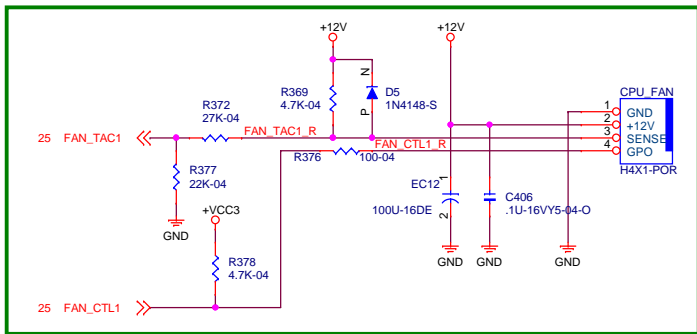 +12V
+12V
R369
4.7K-04
N
D5
1N4148-S
P
CPU_FAN
1
GND
2
+12V
3
SENSE
4
GPO
H4X1-POR
R372
27K-04
25 FAN_TAC1
FAN_TAC1_R
FAN_CTL1_R
R376
100-04
R377
22K-04
GND
EC12
1
100U-16DE
2
GND
C406
.1U-16VY5-04-O
GND
GND
+VCC3
R378
4.7K-04
25 FAN_CTL1